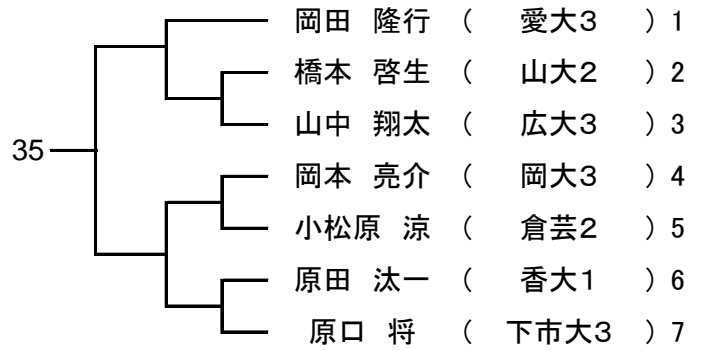 岡田 隆行 ( 愛大3 ) 1
橋本 啓生 ( 山大2 ) 2
山中 翔太 ( 広大3 ) 3
35
岡本 亮介 ( 岡大3 ) 4
小松原 涼 ( 倉芸2 ) 5
原田 汰一 ( 香大1 ) 6
原口 将 ( 下市大3 ) 7